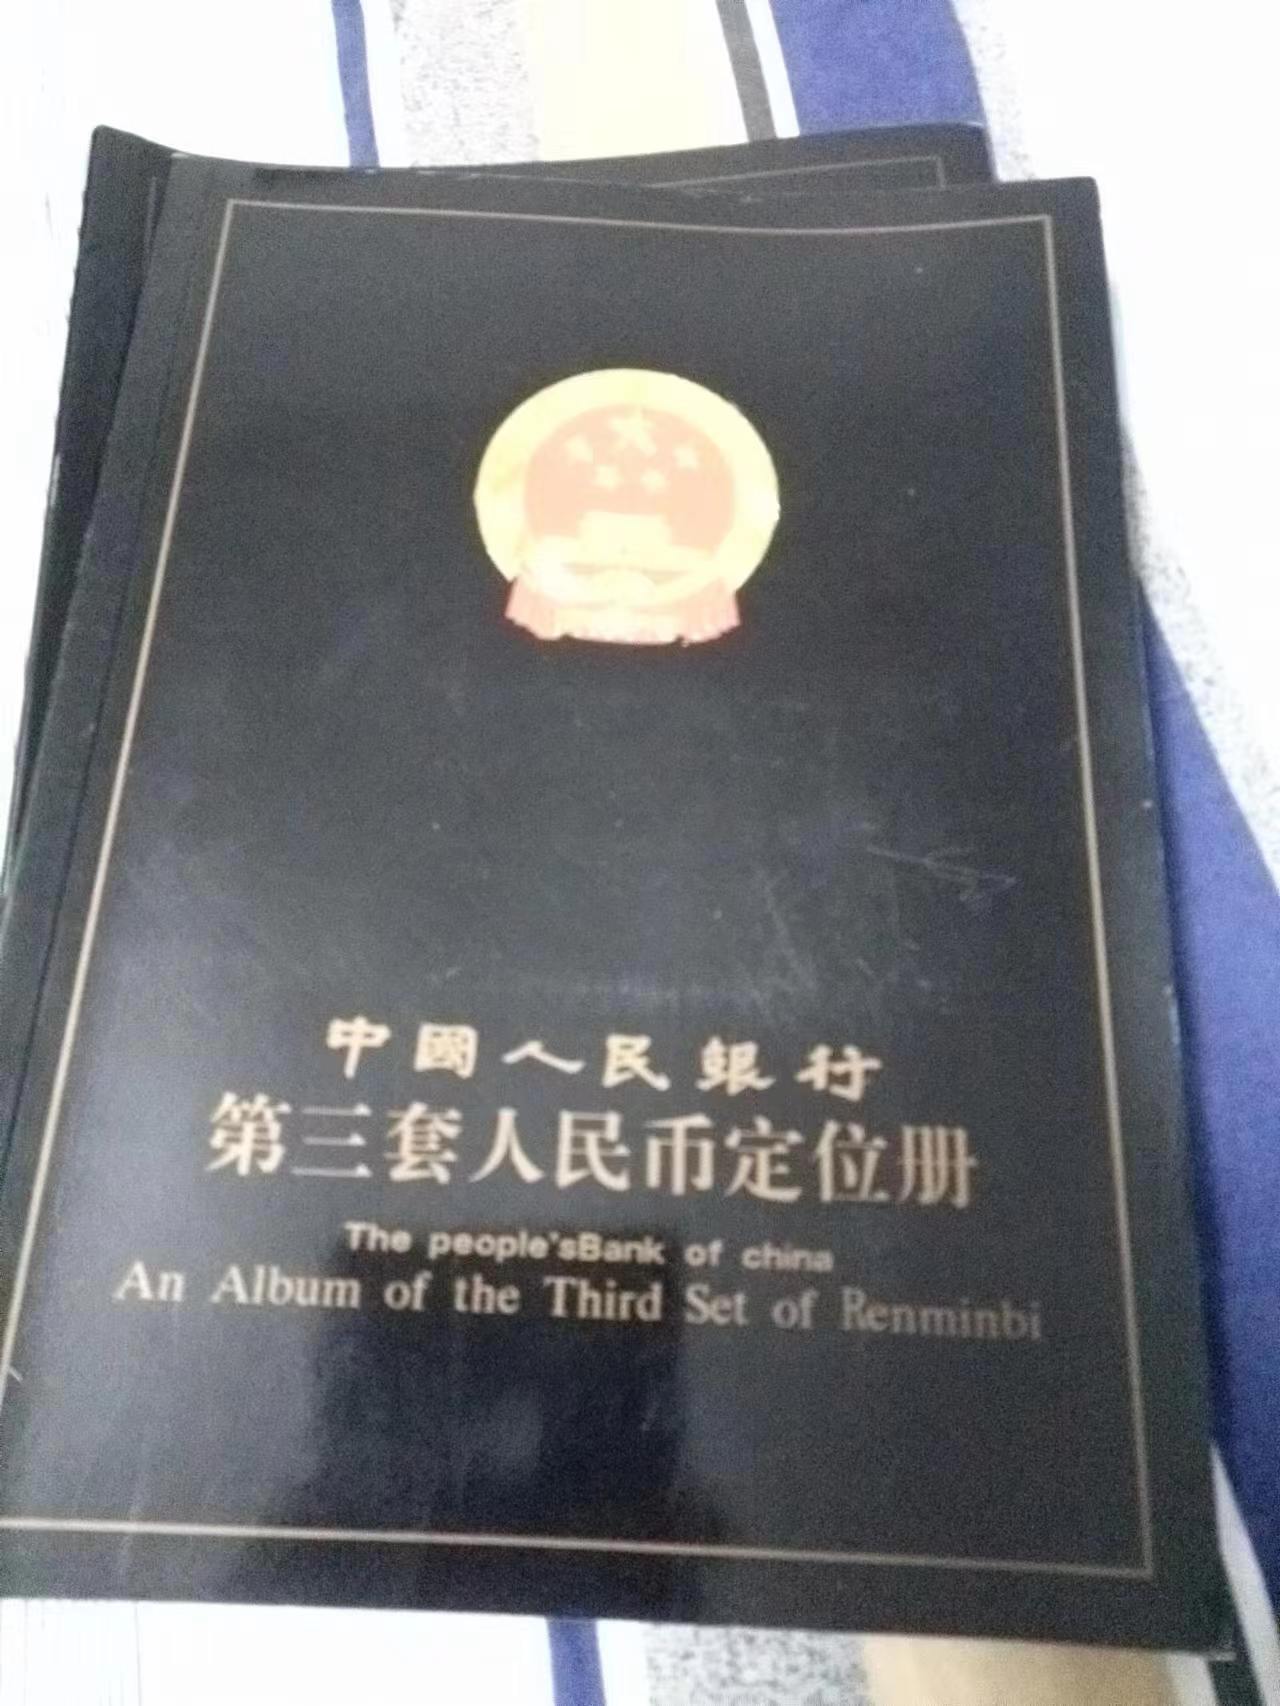 中國人民銀行
第三套人民币定位册
The people'sBank of china
An Album of the Third Set of Renminbi